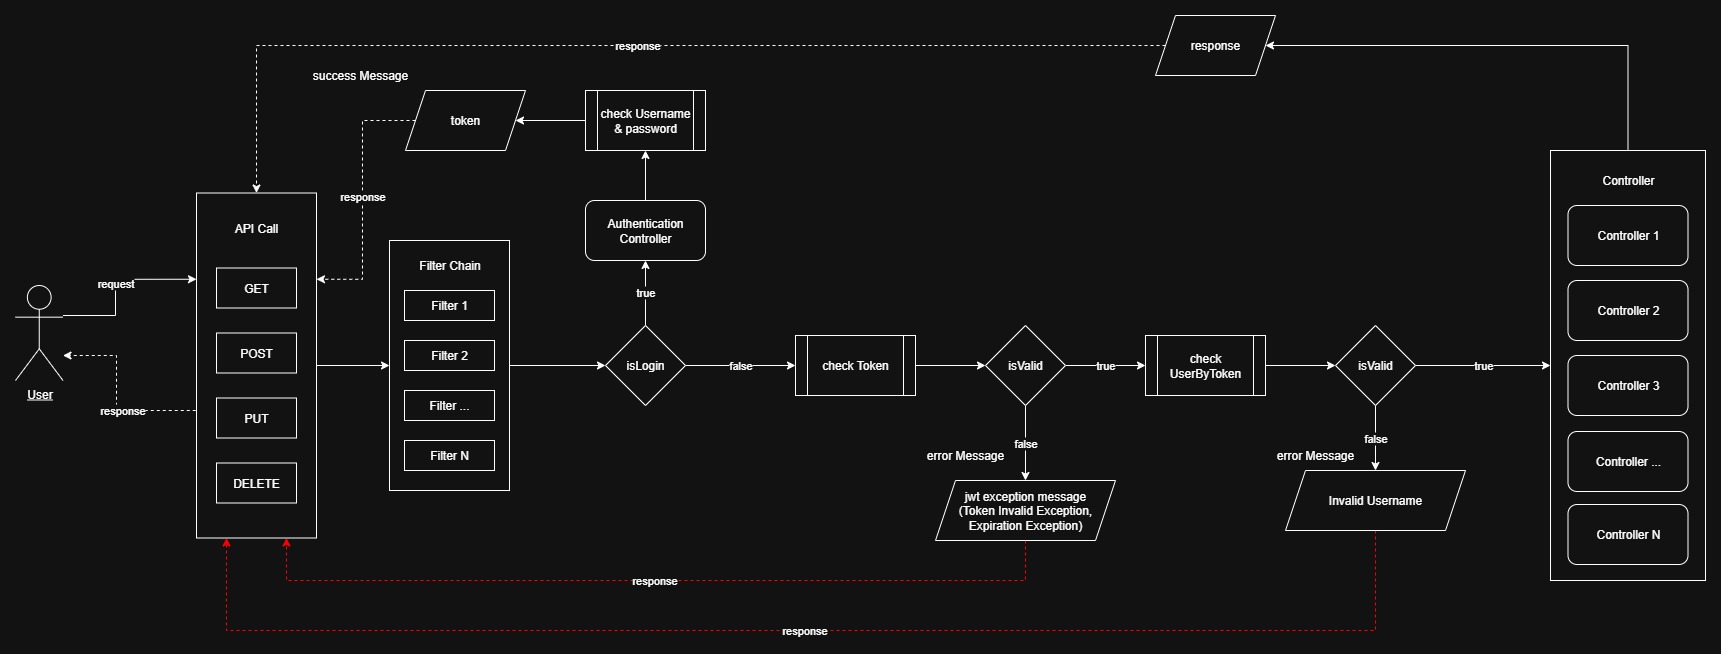 response
response
success Message
token
check Username
& password
response
Authentication
Controller
true
request
User
response
API Call
GET
POST
PUT
DELETE
Filter Chain
Filter 1
Filter 2
Filter ...
Filter N
isLogin
false
check Token
isValid
true
check
UserByToken
isValid
true
false
error Message
jwt exception message
(Token Invalid Exception,
Expiration Exception)
false
error Message
Invalid Username
Controller
Controller 1
Controller 2
Controller 3
Controller ...
Controller N
response
response